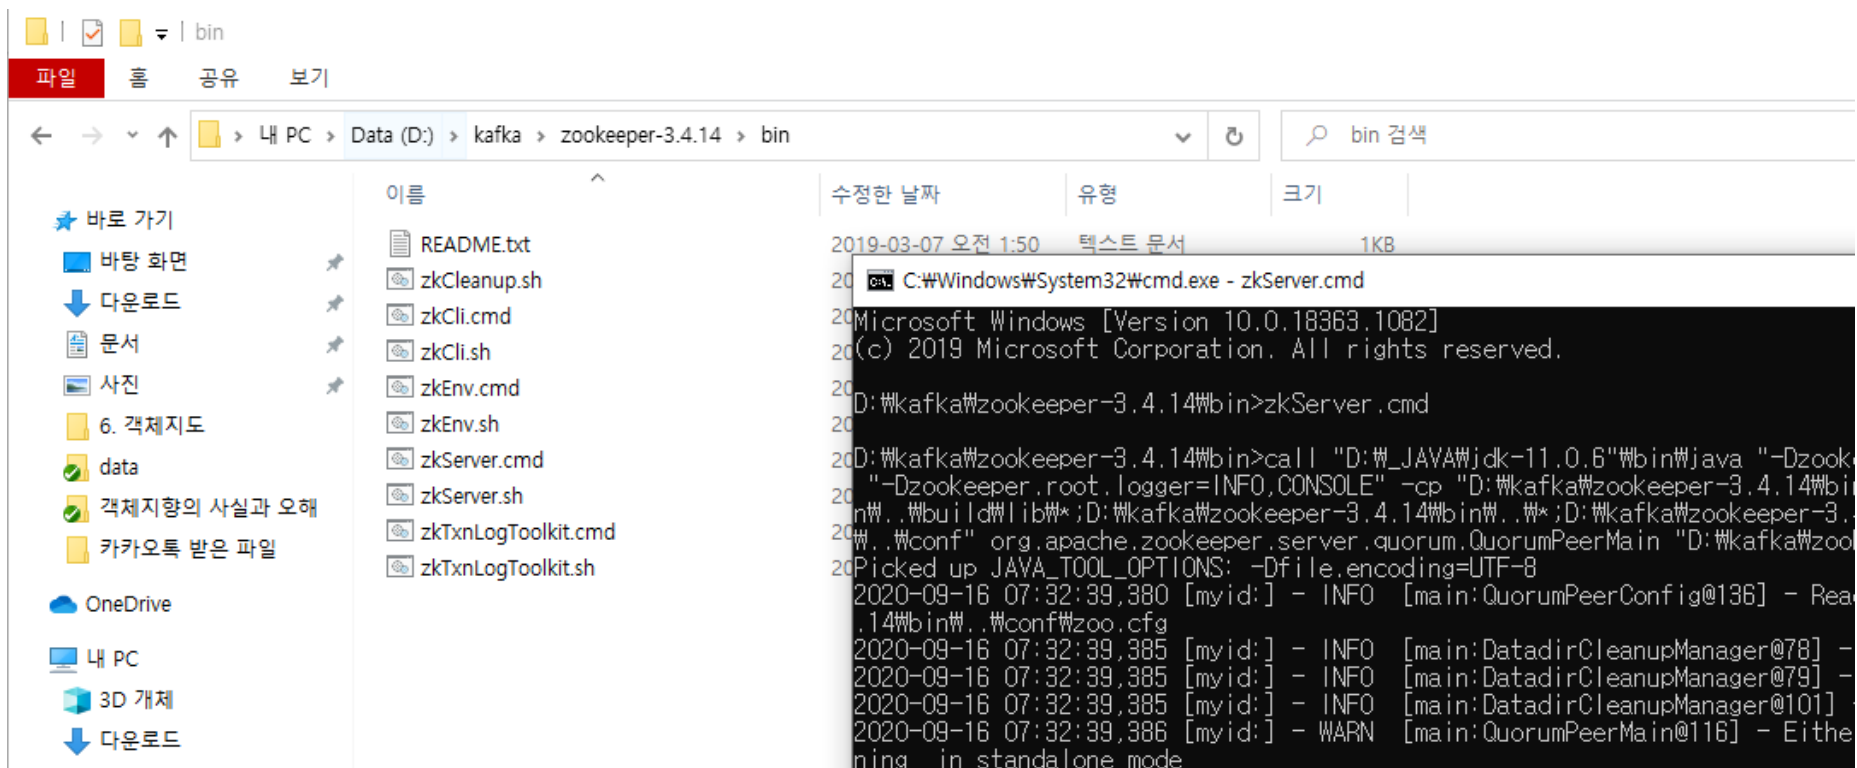 bin
파일 홈 공유 보기
내 PC > Data (D:) > kafka > zookeeper-3.4.14 > bin
bin 검색
이름 수정한 날짜 유형 크기
바로 가기
바탕 화면
다운로드
문서
사진
6. 객체지도
data
객체지향의 사실과 오해
카카오톡 받은 파일
OneDrive
내 PC
3D 개체
다운로드
README.txt 2019-03-07 오전 1:50 텍스트 문서 1KB
zkCleanup.sh 20
zkCli.cmd 20
zkCli.sh 20
zkEnv.cmd 20
zkEnv.sh 20
zkServer.cmd 20
zkServer.sh 20
zkTxnLogToolkit.cmd 20
zkTxnLogToolkit.sh 20
C:₩Windows₩System32₩cmd.exe - zkServer.cmd
Microsoft Windows [Version 10.0.18363.1082]
(c) 2019 Microsoft Corporation. All rights reserved.
D:₩kafka₩zookeeper-3.4.14₩bin>zkServer.cmd
D:₩kafka₩zookeeper-3.4.14₩bin>call "D:₩_JAVA₩jdk-11.0.6"₩bin₩java "-Dzook
"-Dzookeeper.root.logger=INFO,CONSOLE" -cp "D:₩kafka₩zookeeper-3.4.14₩bi
n₩..₩build₩lib₩*;D:₩kafka₩zookeeper-3.4.14₩bin₩..₩*;D:₩kafka₩zookeeper-3.
₩..₩conf" org.apache.zookeeper.server.quorum.QuorumPeerMain "D:₩kafka₩zoo
Picked up JAVA_TOOL_OPTIONS: -Dfile.encoding=UTF-8
2020-09-16 07:32:39,380 [myid:] - INFO [main:QuorumPeerConfig@136] - Rea
.14₩bin₩..₩conf₩zoo.cfg
2020-09-16 07:32:39,385 [myid:] - INFO [main:DatadirCleanupManager@78] -
2020-09-16 07:32:39,385 [myid:] - INFO [main:DatadirCleanupManager@79] -
2020-09-16 07:32:39,385 [myid:] - INFO [main:DatadirCleanupManager@101]
2020-09-16 07:32:39,386 [myid:] - WARN [main:QuorumPeerMain@116] - Eithe
ning in standalone mode